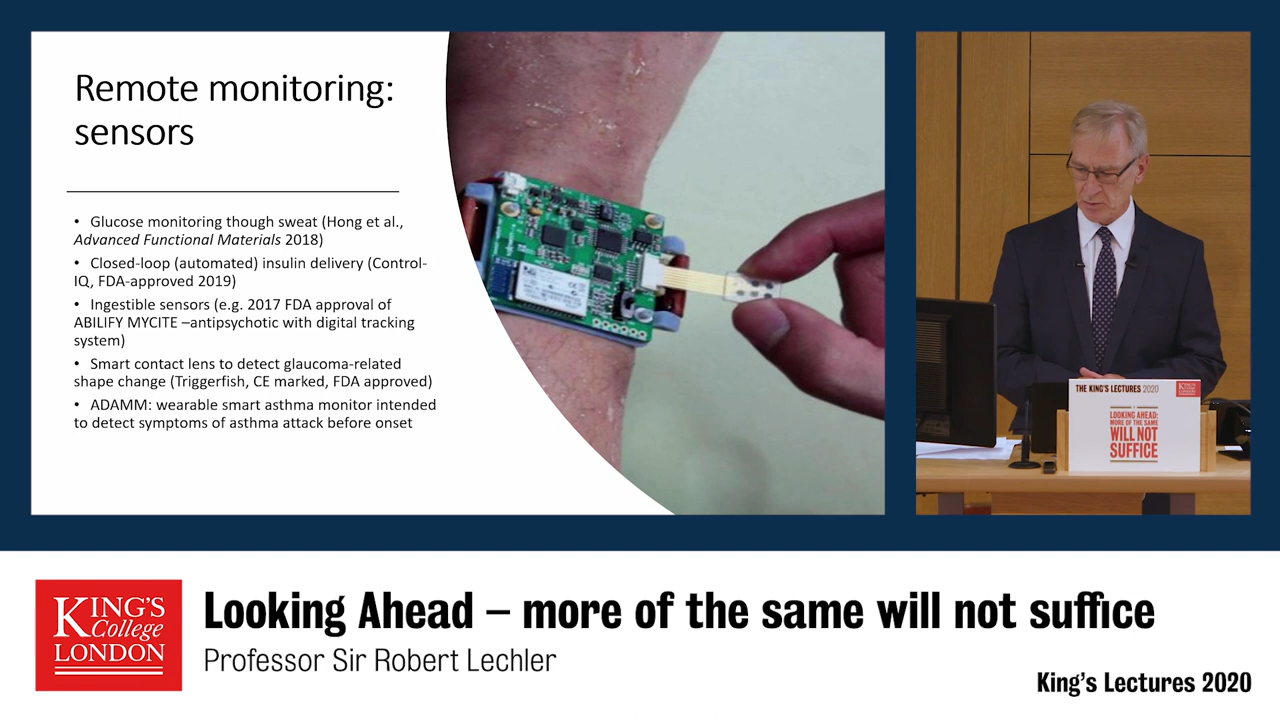 Remote monitoring:
sensors
• Glucose monitoring though sweat (Hong et al.,
Advanced Functional Materials 2018)
• Closed-loop (automated) insulin delivery (Control-
IQ, FDA-approved 2019)
• Ingestible sensors (e.g. 2017 FDA approval of
ABILIFY MYCITE –antipsychotic with digital tracking
system)
• Smart contact lens to detect glaucoma-related
shape change (Triggerfish, CE marked, FDA approved)
• ADAMM: wearable smart asthma monitor intended
to detect symptoms of asthma attack before onset
THE KING'S LECTURES 2020
KING'S
College
LONDON
LOOKING AHEAD:
MORE OF THE SAME
WILL NOT
SUFFICE
KING'S
College
LONDON
Looking Ahead – more of the same will not suffice
Professor Sir Robert Lechler
King's Lectures 2020